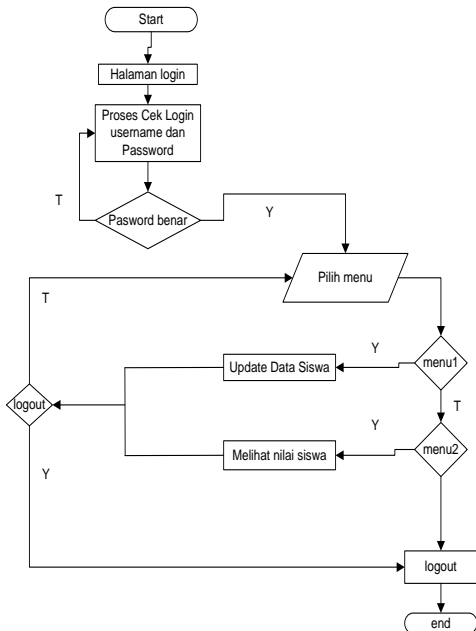 Start
Halaman login
Proses Cek Login
username dan
Password
T
Pasword benar
Y
Pilih menu
T
Y
Update Data Siswa
menu1
logout
T
Y
Melihat nilai siswa
menu2
Y
logout
end